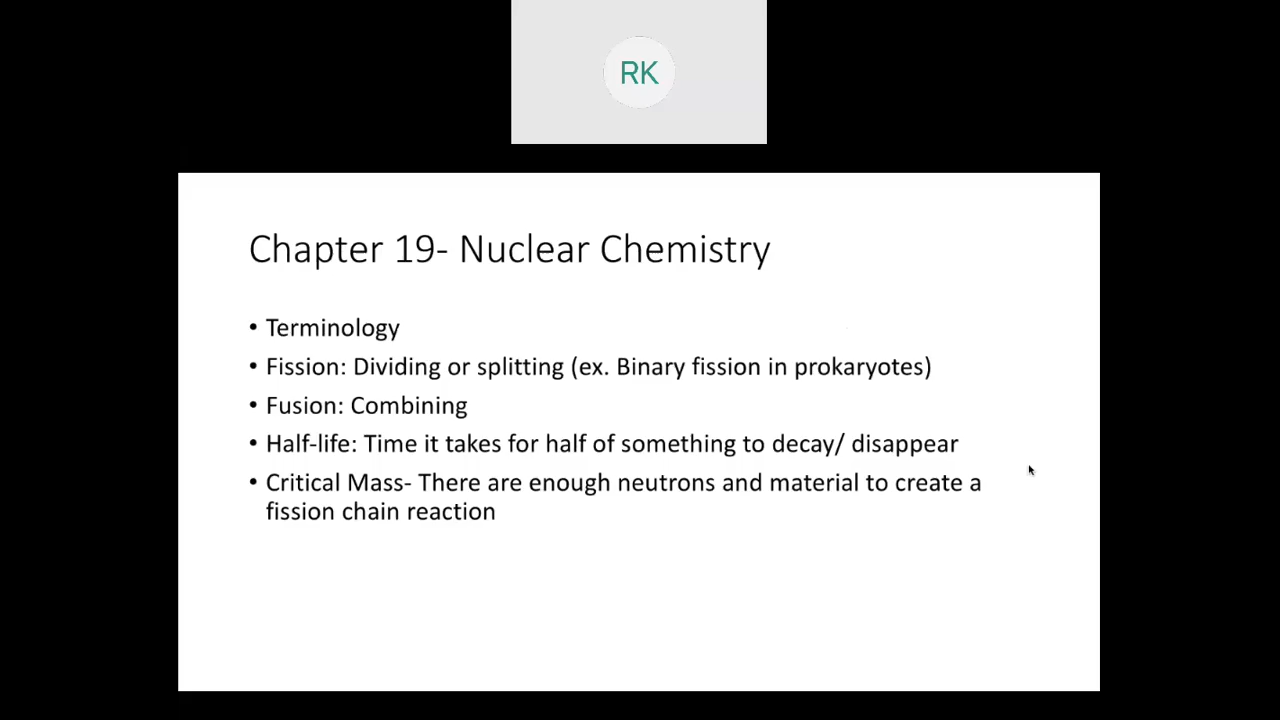 RK
Chapter 19- Nuclear Chemistry
• Terminology
• Fission: Dividing or splitting (ex. Binary fission in prokaryotes)
• Fusion: Combining
• Half-life: Time it takes for half of something to decay/ disappear
• Critical Mass- There are enough neutrons and material to create a
fission chain reaction